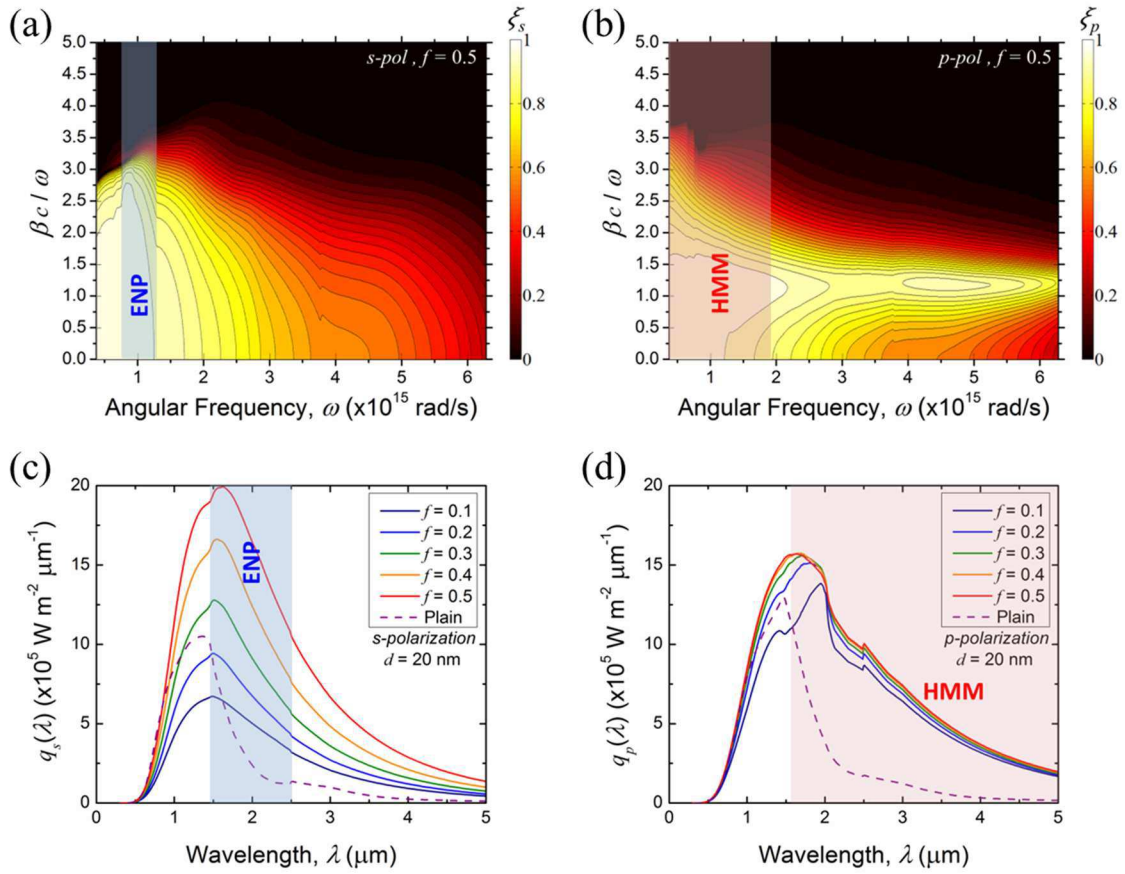 (a)
ξs
5.0
4.5
4.0
3.5
3.0
2.5
2.0
1.5
1.0
0.5
0.0
βc/ω
s-pol, f = 0.5
ENP
1
0.8
0.6
0.4
0.2
0
1 2 3 4 5 6
Angular Frequency, ω (x10¹⁵ rad/s)
(b)
ξp
5.0
4.5
4.0
3.5
3.0
2.5
2.0
1.5
1.0
0.5
0.0
βc/ω
p-pol, f = 0.5
HMM
1
0.8
0.6
0.4
0.2
0
1 2 3 4 5 6
Angular Frequency, ω (x10¹⁵ rad/s)
(c)
20
15
10
5
0
qs(λ) (x10⁵ W m⁻² μm⁻¹)
ENP
f = 0.1
f = 0.2
f = 0.3
f = 0.4
f = 0.5
Plain
s-polarization
d = 20 nm
0 1 2 3 4 5
Wavelength, λ (μm)
(d)
20
15
10
5
0
qp(λ) (x10⁵ W m⁻² μm⁻¹)
f = 0.1
f = 0.2
f = 0.3
f = 0.4
f = 0.5
Plain
p-polarization
d = 20 nm
HMM
0 1 2 3 4 5
Wavelength, λ (μm)